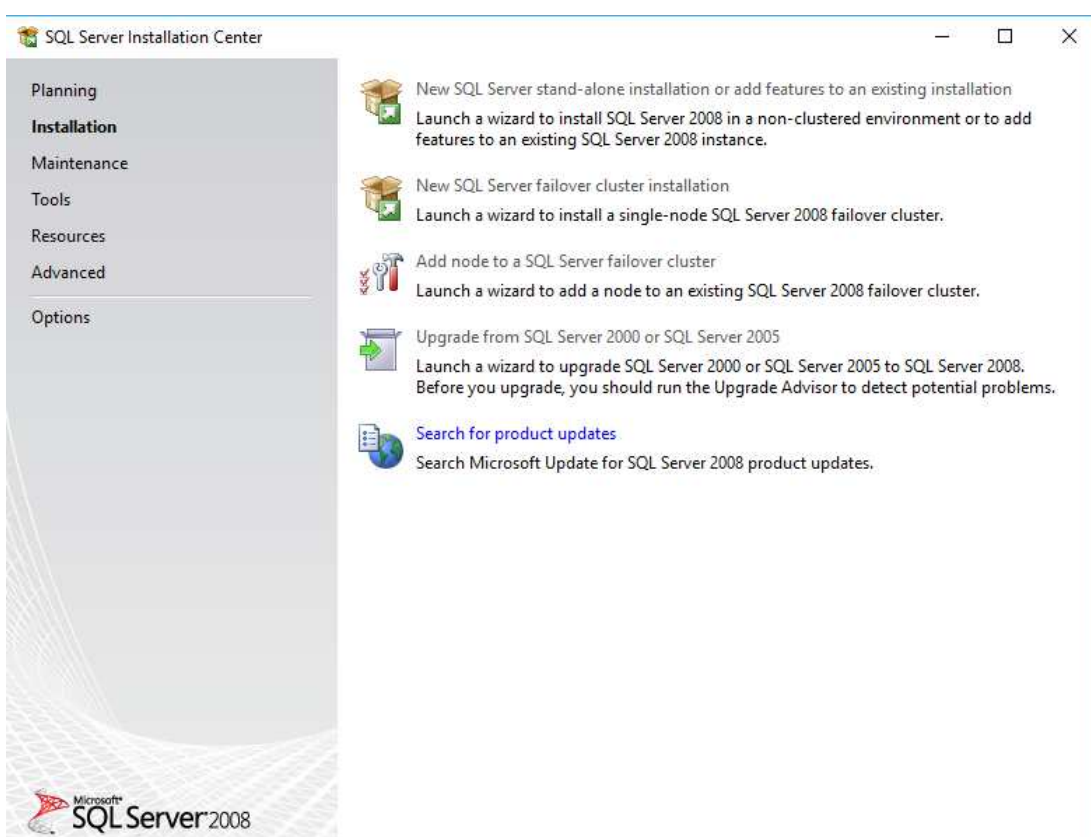 SQL Server Installation Center
Planning
Installation
Maintenance
Tools
Resources
Advanced
Options
New SQL Server stand-alone installation or add features to an existing installation
Launch a wizard to install SQL Server 2008 in a non-clustered environment or to add
features to an existing SQL Server 2008 instance.
New SQL Server failover cluster installation
Launch a wizard to install a single-node SQL Server 2008 failover cluster.
Add node to a SQL Server failover cluster
Launch a wizard to add a node to an existing SQL Server 2008 failover cluster.
Upgrade from SQL Server 2000 or SQL Server 2005
Launch a wizard to upgrade SQL Server 2000 or SQL Server 2005 to SQL Server 2008.
Before you upgrade, you should run the Upgrade Advisor to detect potential problems.
Search for product updates
Search Microsoft Update for SQL Server 2008 product updates.
Microsoft®
SQL Server® 2008